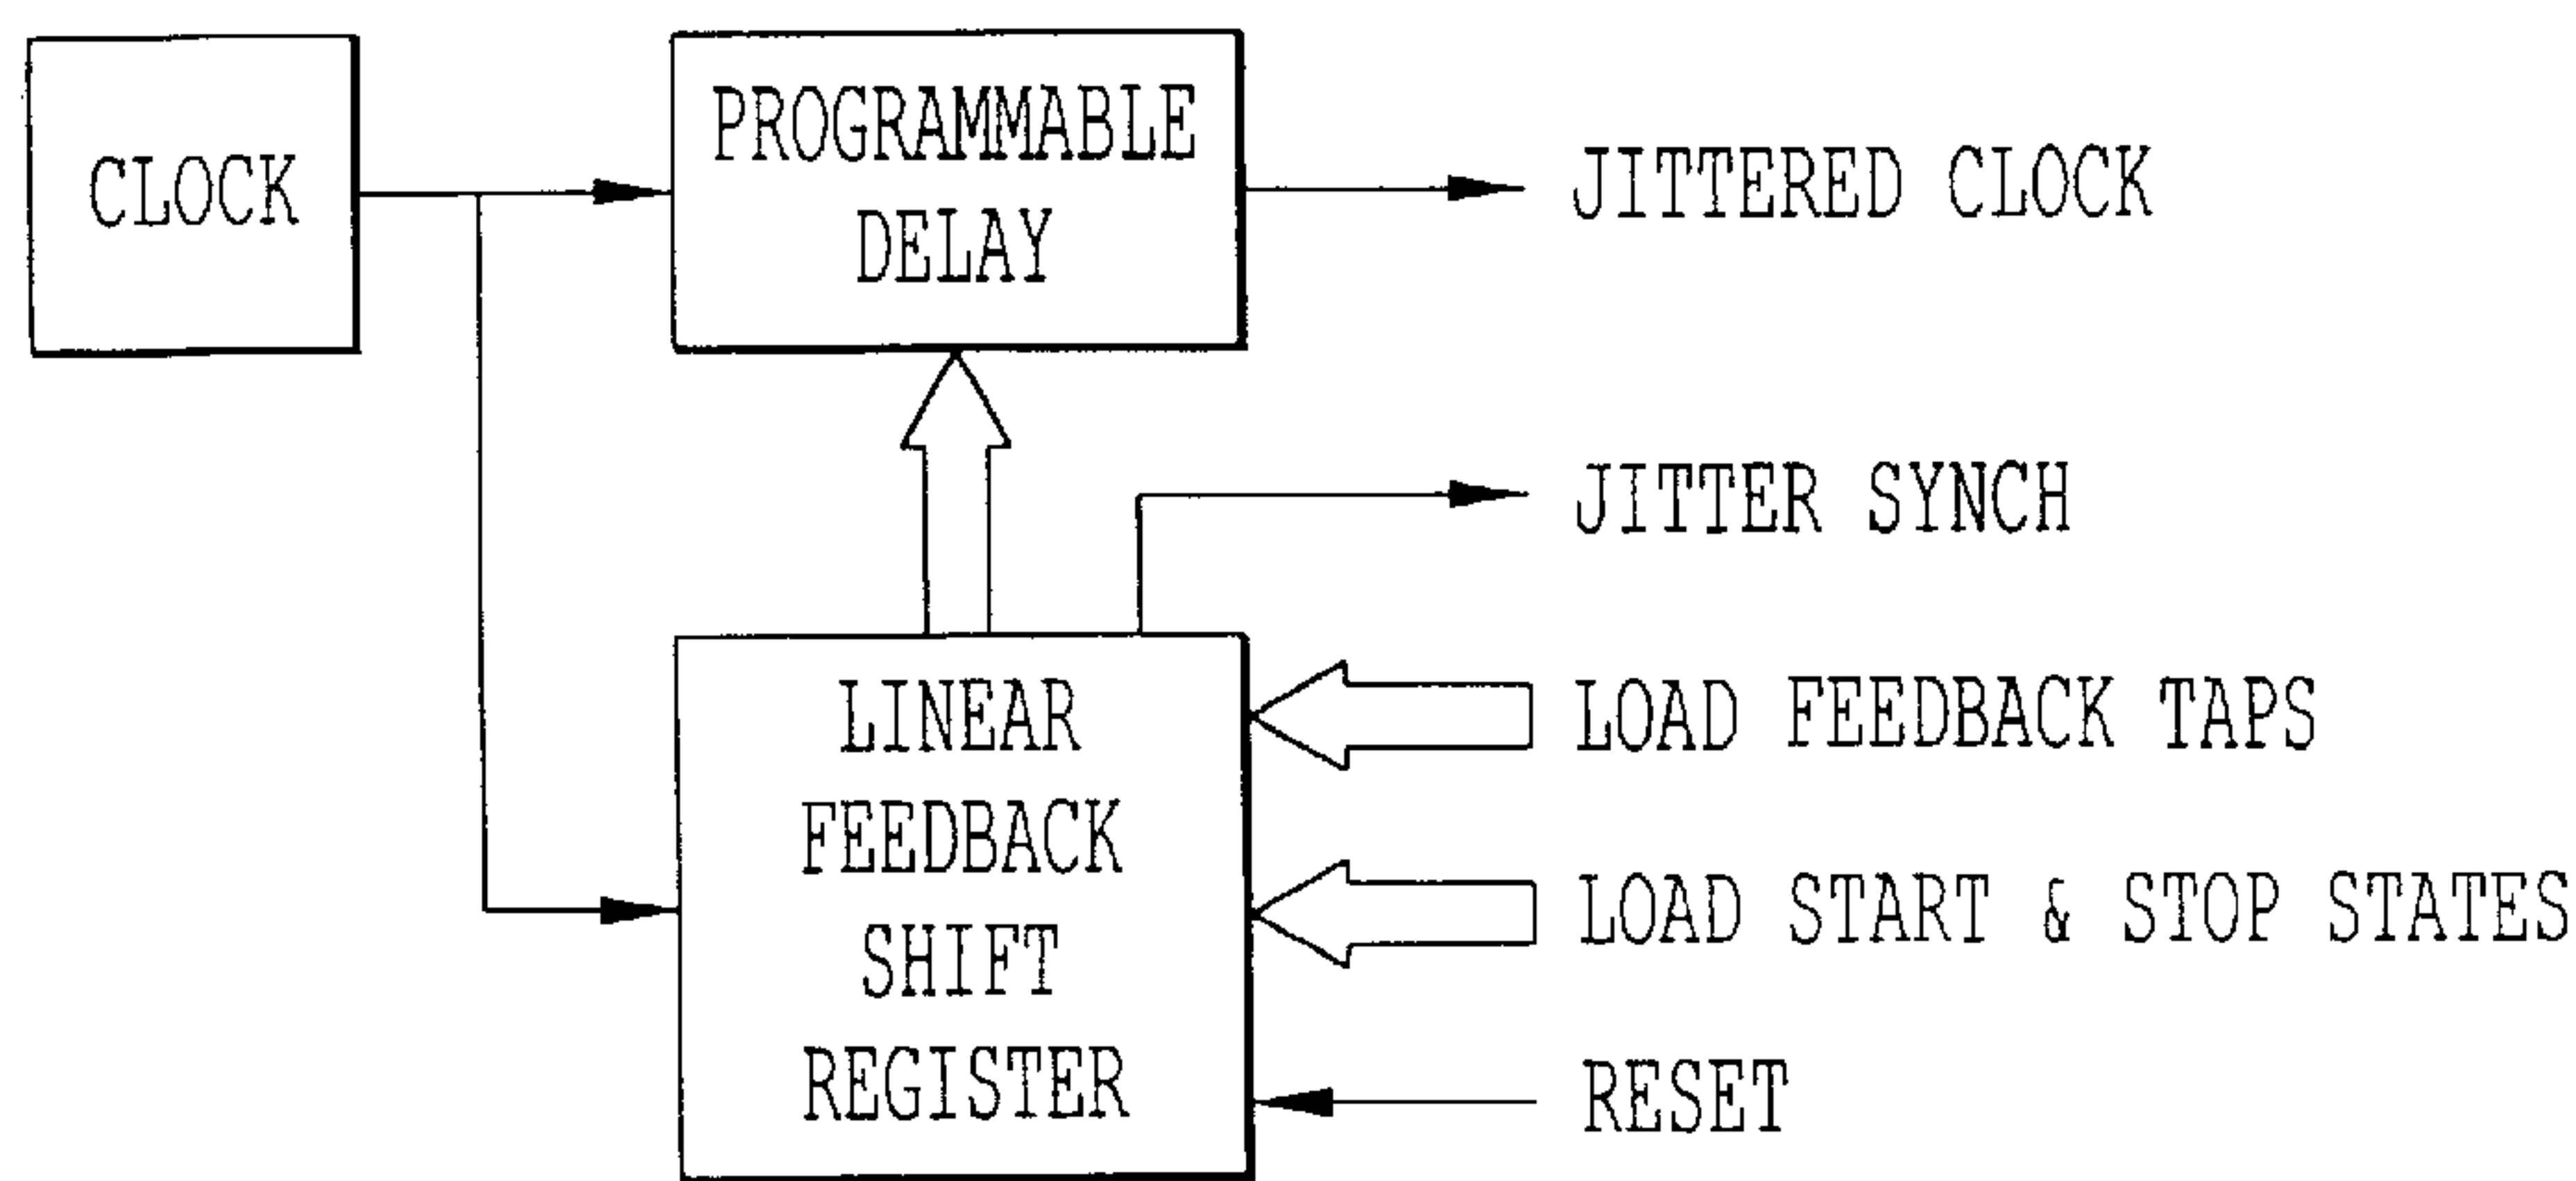 CLOCK
PROGRAMMABLE
DELAY
JITTERED CLOCK
JITTER SYNCH
LINEAR
FEEDBACK
SHIFT
REGISTER
LOAD FEEDBACK TAPS
LOAD START & STOP STATES
RESET